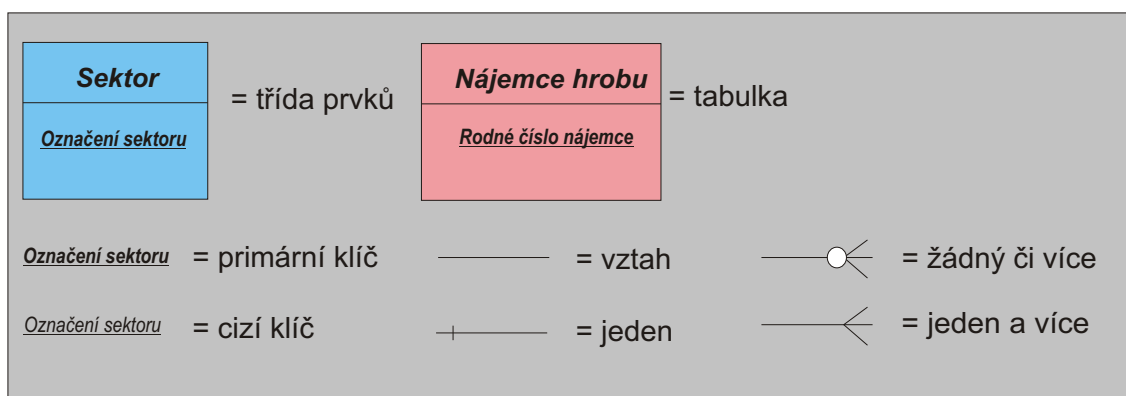 Sektor
Označení sektoru
= třída prvků
Nájemce hrobu
Rodné číslo nájemce
= tabulka
Označení sektoru = primární klíč
= vztah
= žádný či více
Označení sektoru = cizí klíč
= jeden
= jeden a více